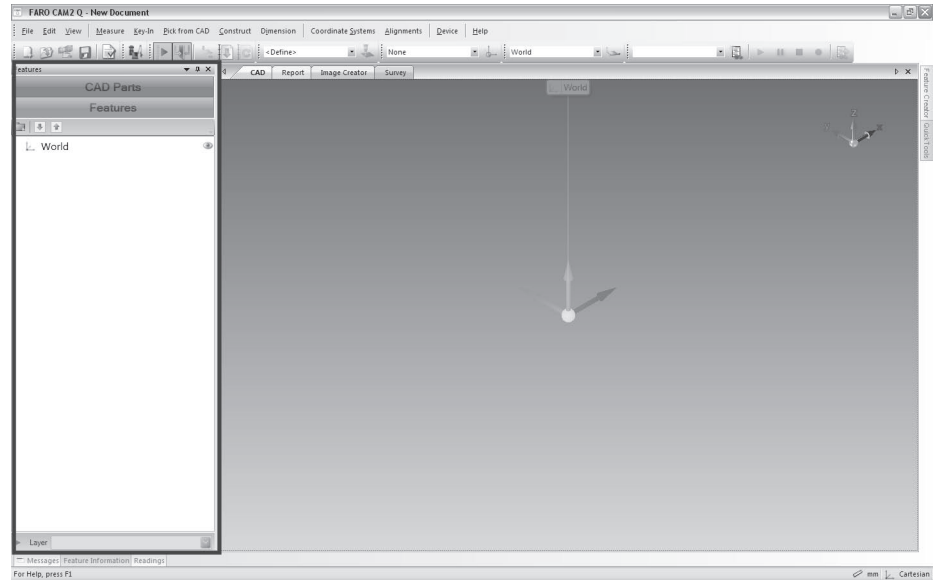 FARO CAM2 Q - New Document
File Edit View Measure Key-In Pick from CAD Construct Dimension Coordinate Systems Alignments Device Help
<Define> None World
Features
CAD Report Image Creator Survey
CAD Parts
Features
World
World
Z
Feature Creator
QuickTools
Layer
Messages Feature Information Readings
For Help, press F1 mm Cartesian